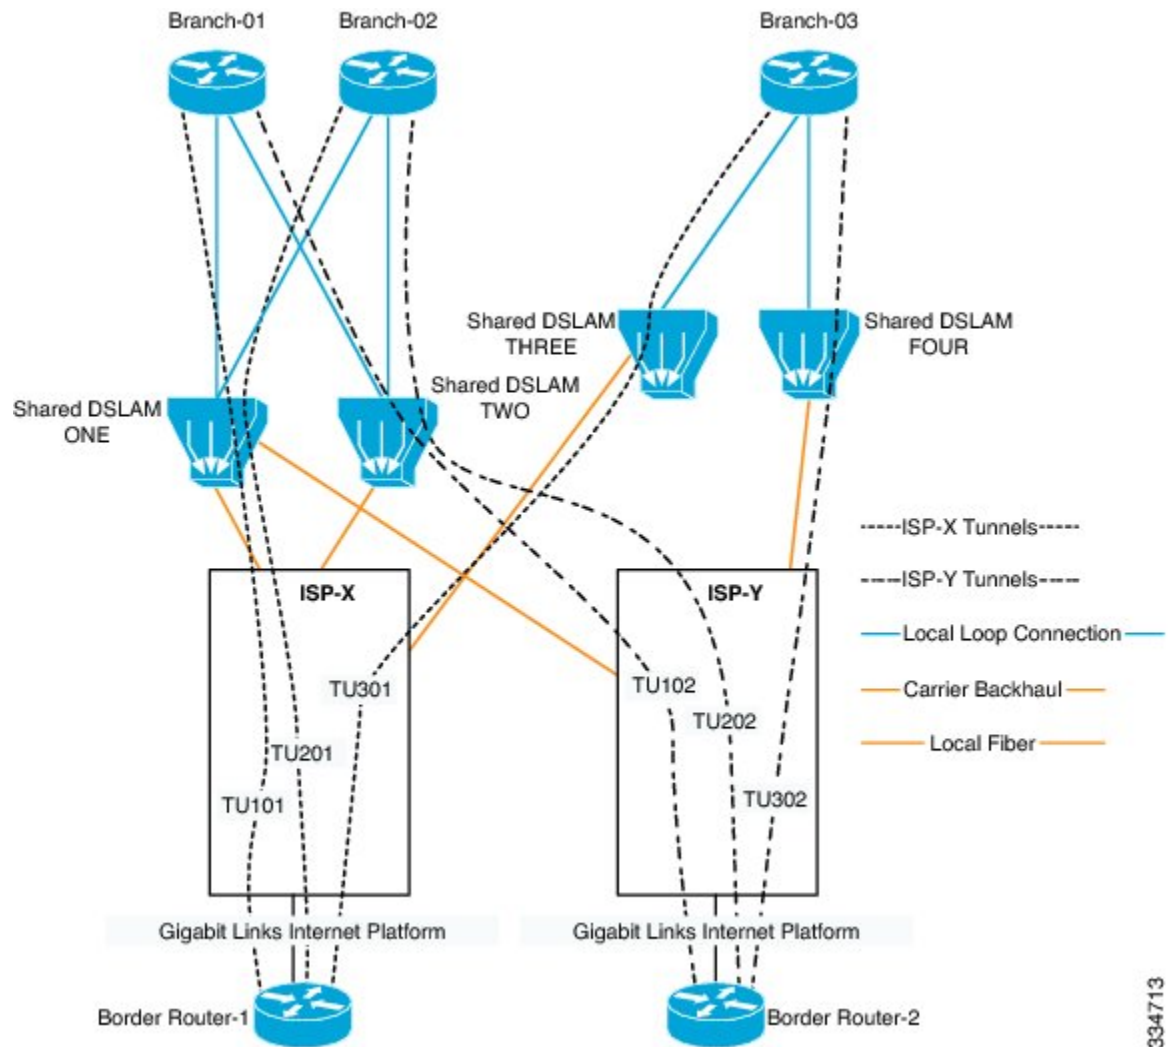 Branch-01
Branch-02
Branch-03
Shared DSLAM
THREE
Shared DSLAM
FOUR
Shared DSLAM
TWO
Shared DSLAM
ONE
ISP-X Tunnels
ISP-Y Tunnels
Local Loop Connection
Carrier Backhaul
Local Fiber
ISP-X
ISP-Y
TU301
TU102
TU202
TU201
TU101
TU302
Gigabit Links Internet Platform
Gigabit Links Internet Platform
Border Router-1
Border Router-2
334713